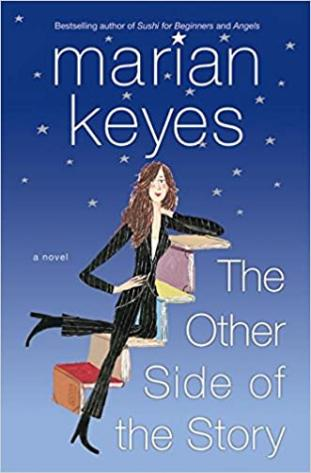 Bestselling author of Sushi for Beginners and Angels
marian
keyes
a novel
The
Other
Side of
the Story